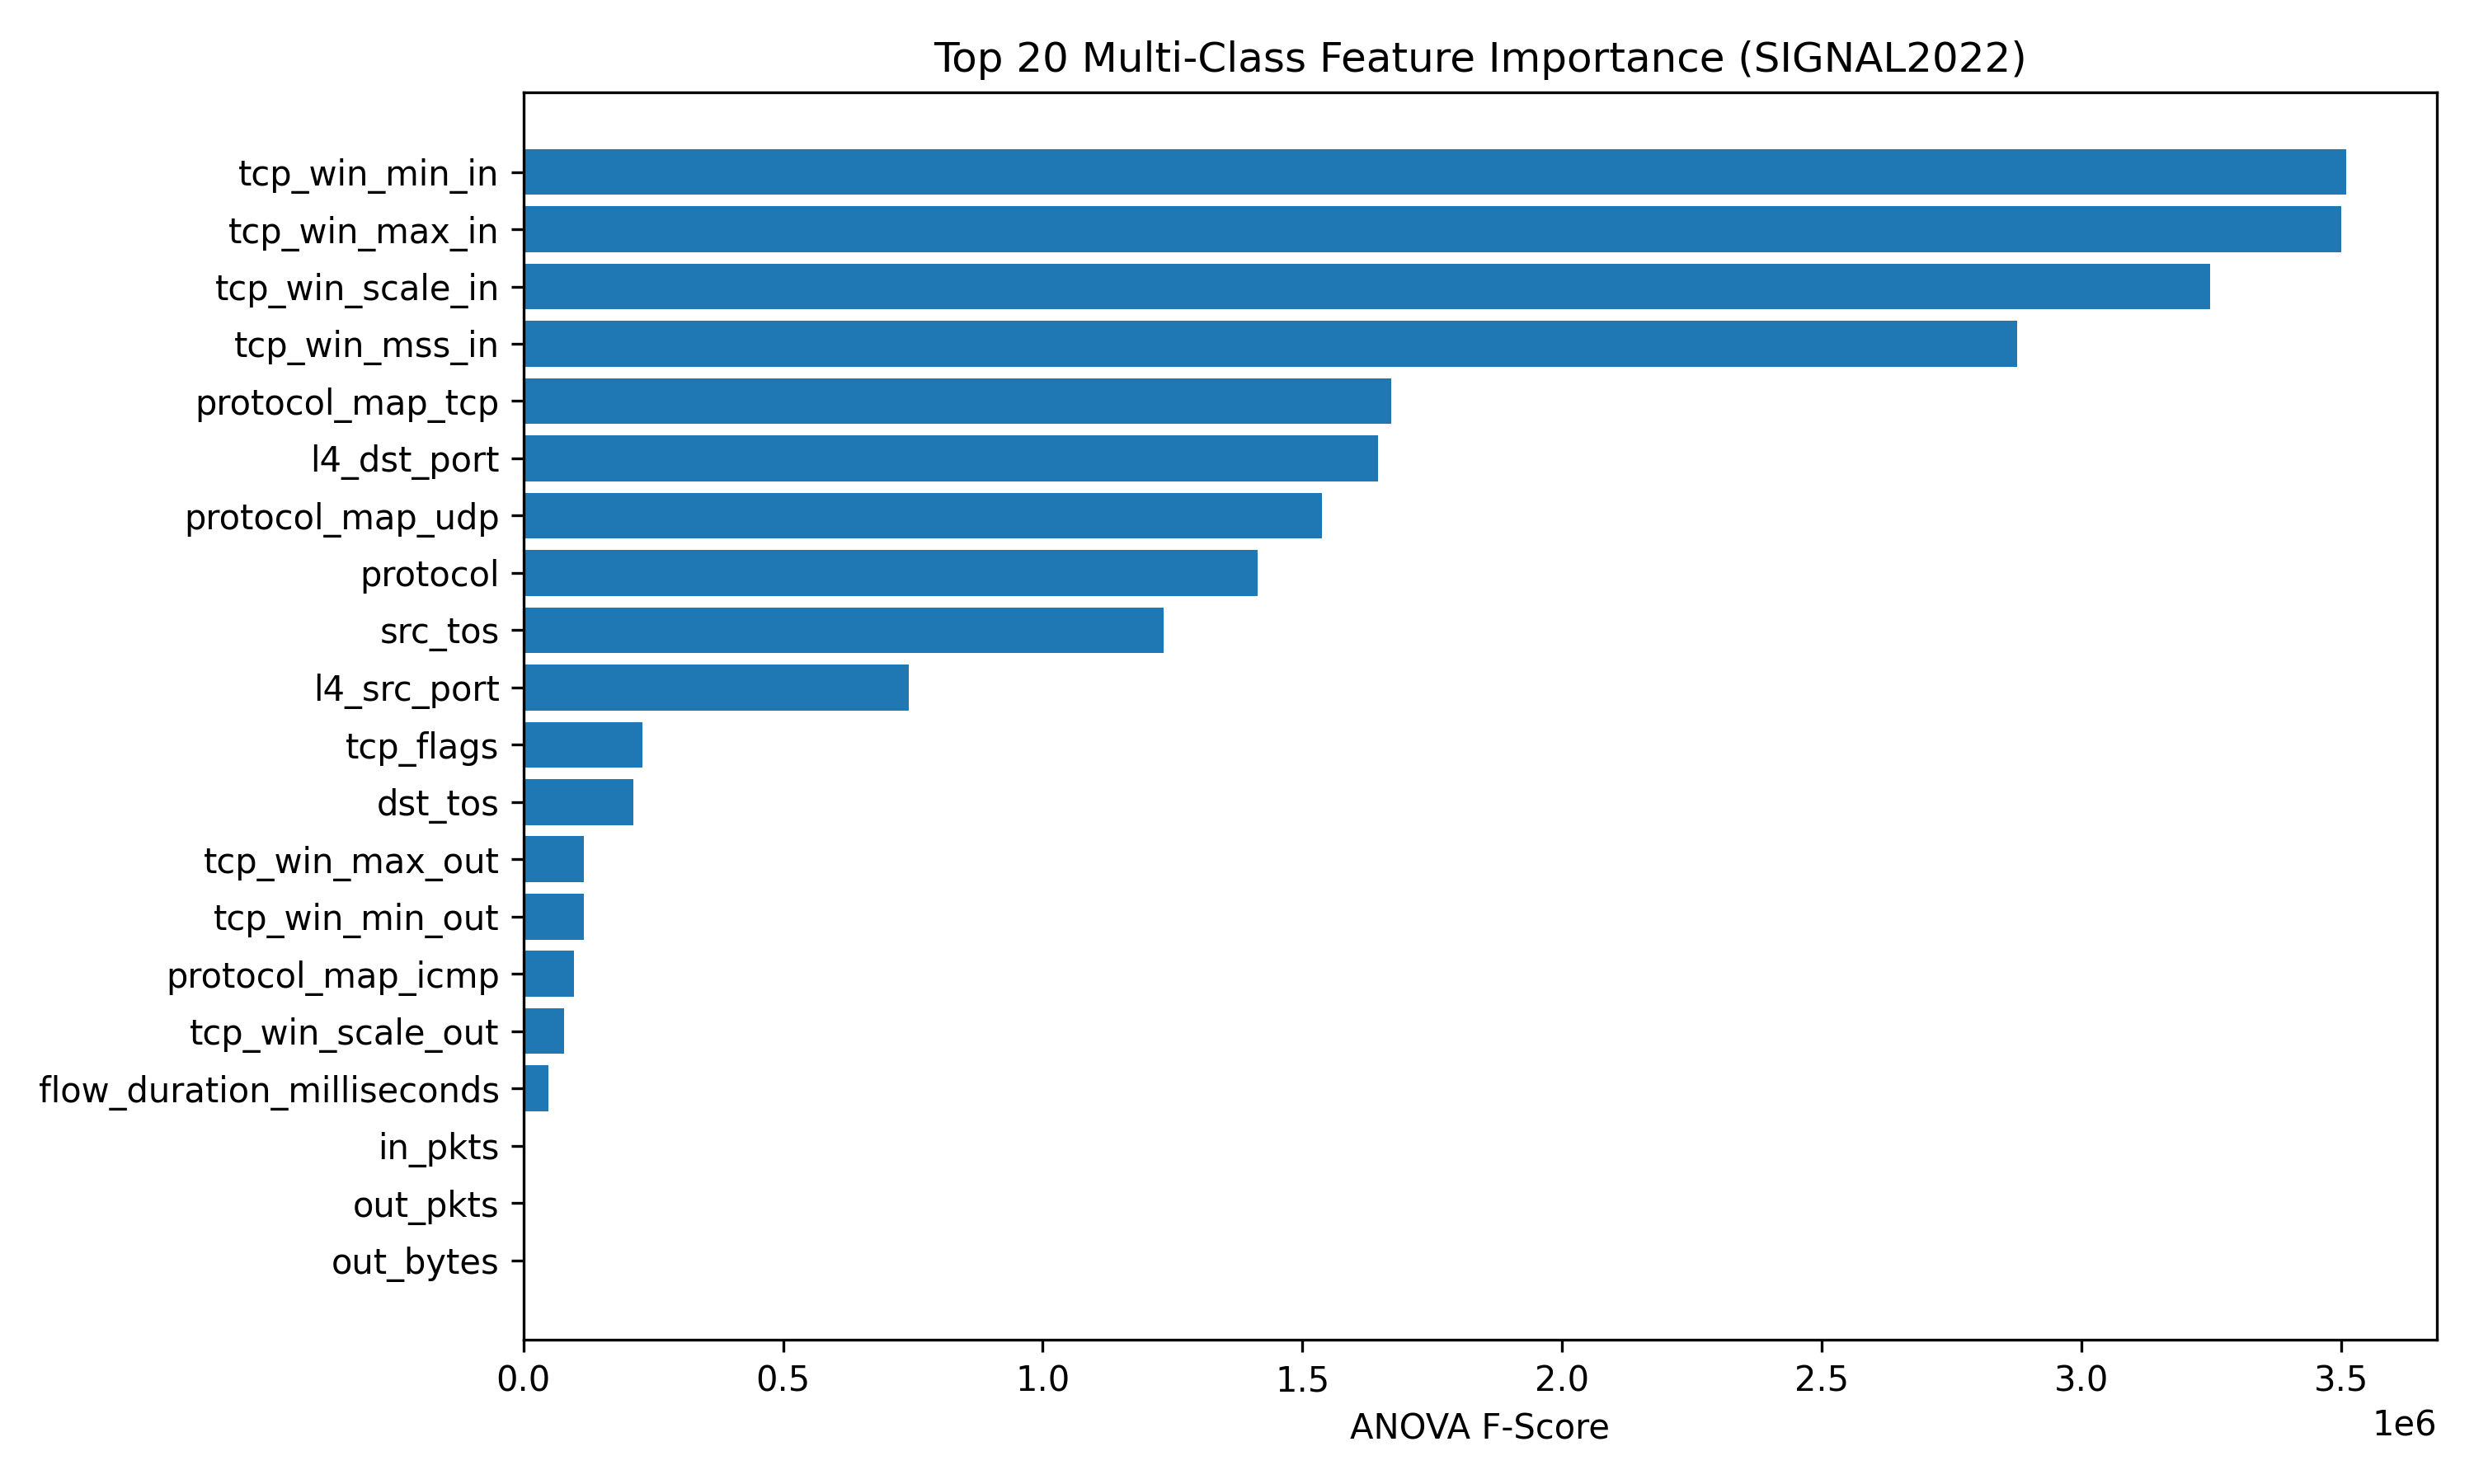 Top 20 Multi-Class Feature Importance (SIGNAL2022)
tcp_win_min_in
tcp_win_max_in
tcp_win_scale_in
tcp_win_mss_in
protocol_map_tcp
l4_dst_port
protocol_map_udp
protocol
src_tos
l4_src_port
tcp_flags
dst_tos
tcp_win_max_out
tcp_win_min_out
protocol_map_icmp
tcp_win_scale_out
flow_duration_milliseconds
in_pkts
out_pkts
out_bytes
0.0 0.5 1.0 1.5 2.0 2.5 3.0 3.5
ANOVA F-Score
1e6